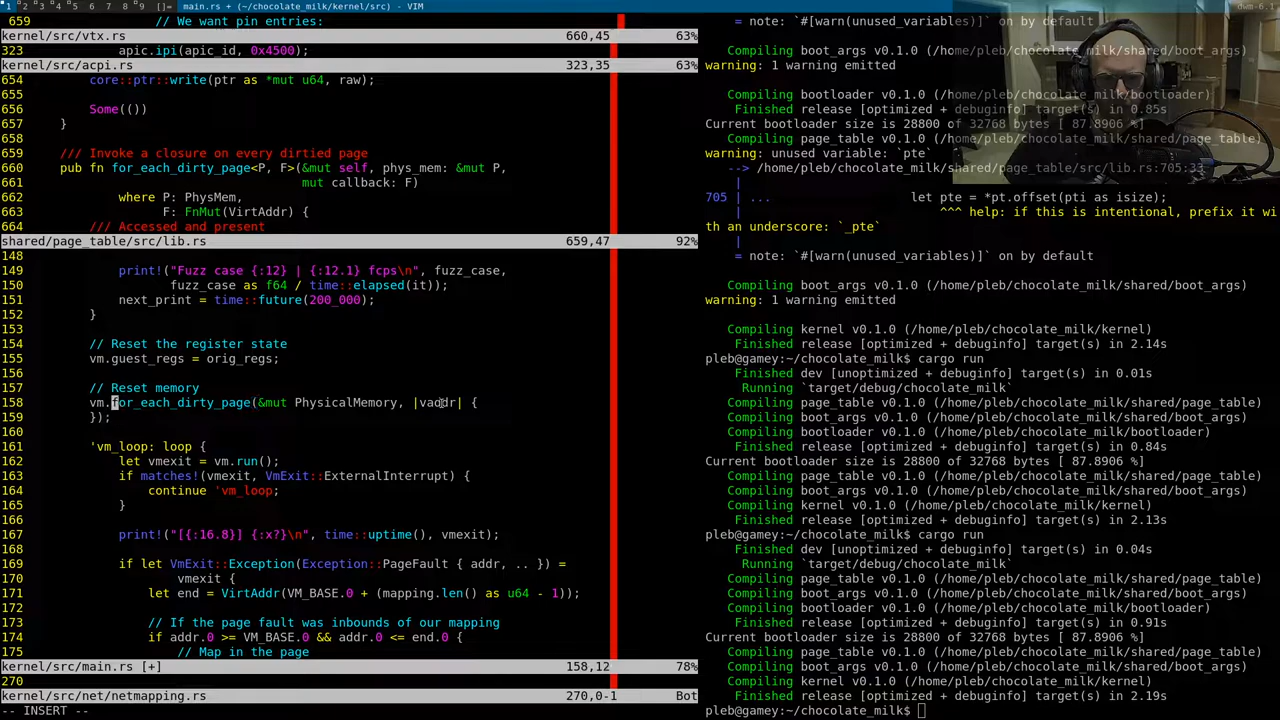 1 2 3 4 5 6 7 8 9 []= main.rs + (~/chocolate_milk/kernel/src) - VIM
dwm-6.1
659 // We want pin entries:
kernel/src/vtx.rs 660,45 63%
323 apic.ipi(apic_id, 0x4500);
kernel/src/acpi.rs 323,35 63%
654 core::ptr::write(ptr as *mut u64, raw);
655
656 Some(())
657 }
658
659 /// Invoke a closure on every dirtied page
660 pub fn for_each_dirty_page<P, F>(&mut self, phys_mem: &mut P,
661 mut callback: F)
662 where P: PhysMem,
663 F: FnMut(VirtAddr) {
664 /// Accessed and present
shared/page_table/src/lib.rs 659,47 92%
148
149 print!("Fuzz case {:12} | {:12.1} fcps\n", fuzz_case,
150 fuzz_case as f64 / time::elapsed(it));
151 next_print = time::future(200_000);
152 }
153
154 // Reset the register state
155 vm.guest_regs = orig_regs;
156
157 // Reset memory
158 vm.for_each_dirty_page(&mut PhysicalMemory, |vaddr| {
159 });
160
161 'vm_loop: loop {
162 let vmexit = vm.run();
163 if matches!(vmexit, VmExit::ExternalInterrupt) {
164 continue 'vm_loop;
165 }
166
167 print!("[{:16.8}] {:x?}\n", time::uptime(), vmexit);
168
169 if let VmExit::Exception(Exception::PageFault { addr, .. }) =
170 vmexit {
171 let end = VirtAddr(VM_BASE.0 + (mapping.len() as u64 - 1));
172
173 // If the page fault was inbounds of our mapping
174 if addr.0 >= VM_BASE.0 && addr.0 <= end.0 {
175 // Map in the page
kernel/src/main.rs [+] 158,12 78%
270
kernel/src/net/netmapping.rs 270,0-1 Bot
-- INSERT --
= note: `#[warn(unused_variables)]` on by default
Compiling boot_args v0.1.0 (/home/pleb/chocolate_milk/shared/boot_args)
warning: 1 warning emitted
Compiling bootloader v0.1.0 (/home/pleb/chocolate_milk/bootloader)
Finished release [optimized + debuginfo] target(s) in 0.85s
Current bootloader size is 28800 of 32768 bytes [ 87.8906 %]
Compiling page_table v0.1.0 (/home/pleb/chocolate_milk/shared/page_table)
warning: unused variable: `pte`
--> /home/pleb/chocolate_milk/shared/page_table/src/lib.rs:705:33
|
705 | ... let pte = *pt.offset(pti as isize);
| ^^^ help: if this is intentional, prefix it wi
th an underscore: `_pte`
|
= note: `#[warn(unused_variables)]` on by default
Compiling boot_args v0.1.0 (/home/pleb/chocolate_milk/shared/boot_args)
warning: 1 warning emitted
Compiling kernel v0.1.0 (/home/pleb/chocolate_milk/kernel)
Finished release [optimized + debuginfo] target(s) in 2.14s
pleb@gamey:~/chocolate_milk$ cargo run
Finished dev [unoptimized + debuginfo] target(s) in 0.01s
Running `target/debug/chocolate_milk`
Compiling page_table v0.1.0 (/home/pleb/chocolate_milk/shared/page_table)
Compiling boot_args v0.1.0 (/home/pleb/chocolate_milk/shared/boot_args)
Compiling bootloader v0.1.0 (/home/pleb/chocolate_milk/bootloader)
Finished release [optimized + debuginfo] target(s) in 0.84s
Current bootloader size is 28800 of 32768 bytes [ 87.8906 %]
Compiling page_table v0.1.0 (/home/pleb/chocolate_milk/shared/page_table)
Compiling boot_args v0.1.0 (/home/pleb/chocolate_milk/shared/boot_args)
Compiling kernel v0.1.0 (/home/pleb/chocolate_milk/kernel)
Finished release [optimized + debuginfo] target(s) in 2.13s
pleb@gamey:~/chocolate_milk$ cargo run
Finished dev [unoptimized + debuginfo] target(s) in 0.04s
Running `target/debug/chocolate_milk`
Compiling page_table v0.1.0 (/home/pleb/chocolate_milk/shared/page_table)
Compiling boot_args v0.1.0 (/home/pleb/chocolate_milk/shared/boot_args)
Compiling bootloader v0.1.0 (/home/pleb/chocolate_milk/bootloader)
Finished release [optimized + debuginfo] target(s) in 0.91s
Current bootloader size is 28800 of 32768 bytes [ 87.8906 %]
Compiling page_table v0.1.0 (/home/pleb/chocolate_milk/shared/page_table)
Compiling boot_args v0.1.0 (/home/pleb/chocolate_milk/shared/boot_args)
Compiling kernel v0.1.0 (/home/pleb/chocolate_milk/kernel)
Finished release [optimized + debuginfo] target(s) in 2.19s
pleb@gamey:~/chocolate_milk$